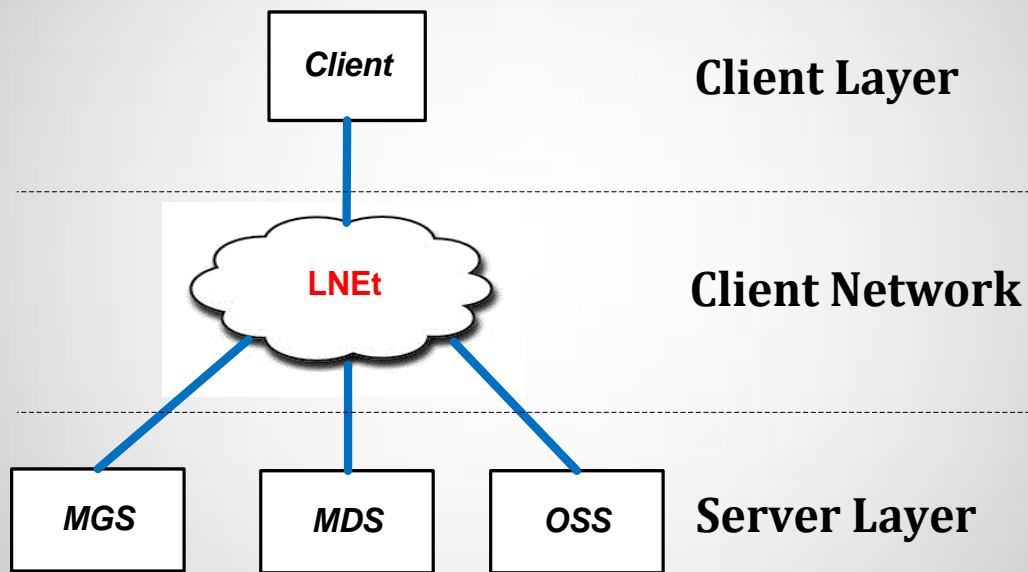 Client
Client Layer
LNEt
Client Network
MGS
MDS
OSS
Server Layer